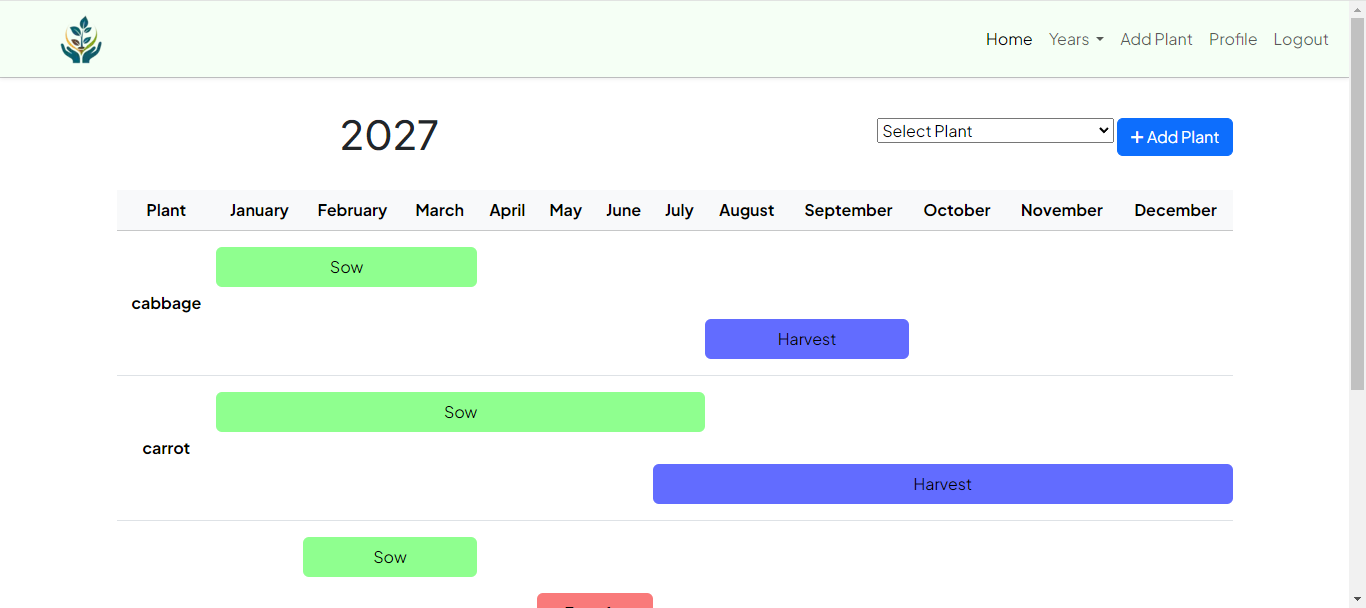 Home Years Add Plant Profile Logout
2027
Select Plant + Add Plant
Plant January February March April May June July August September October November December
Sow
cabbage
Harvest
Sow
carrot
Harvest
Sow